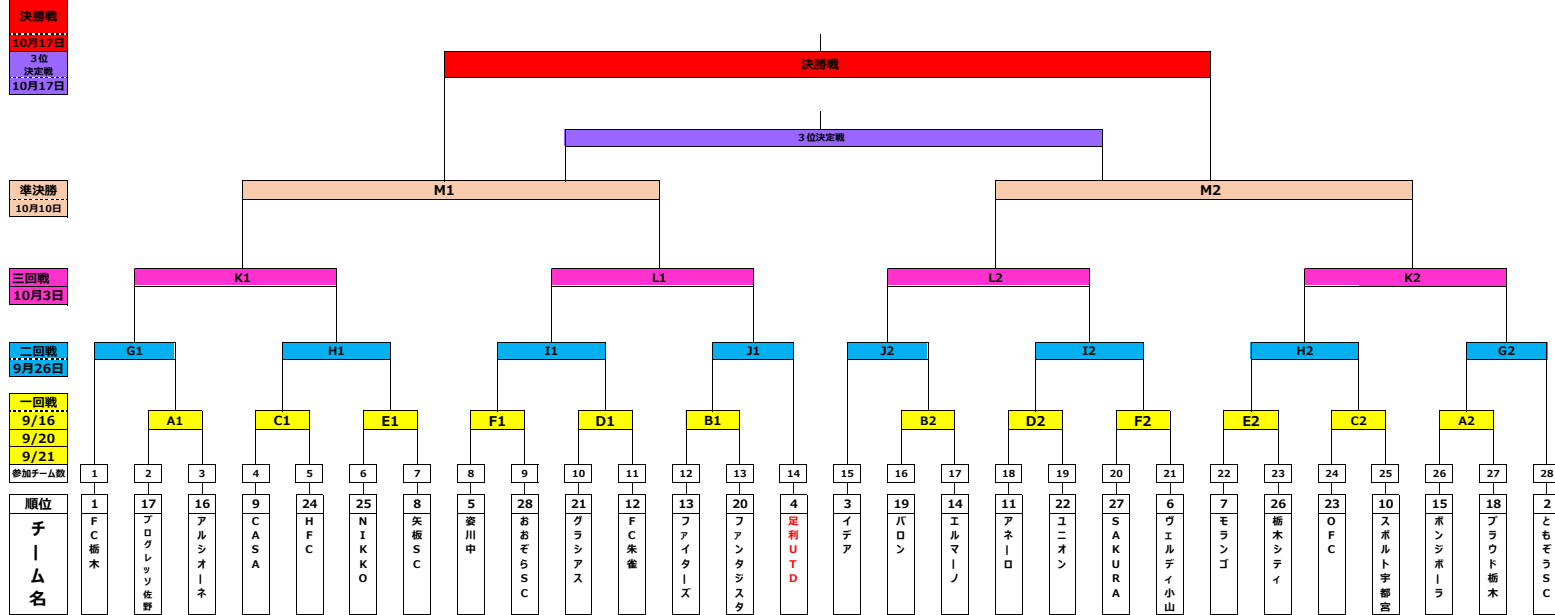 決勝戦
10月17日
3位
決定戦
10月17日
決勝戦
3位決定戦
準決勝
10月10日
M1 M2
三回戦
10月3日
K1 L1 L2 K2
二回戦
9月26日
G1 H1 I1 J1 J2 I2 H2 G2
一回戦
9/16
9/20
9/21
A1 C1 E1 F1 D1 B1 B2 D2 F2 E2 C2 A2
参加チーム数 1 2 3 4 5 6 7 8 9 10 11 12 13 14 15 16 17 18 19 20 21 22 23 24 25 26 27 28
順位 1 17 16 9 24 25 8 5 28 21 12 13 20 4 3 19 14 11 22 27 6 7 26 23 10 15 18 2
チーム名
FC栃木
プログレッソ佐野
アルシオーネ
CASA
HFC
NIKKO
矢板SC
姿川中
おおぞらSC
グラシアス
FC朱雀
ファイターズ
ファンタジスタ
足利UTD
イデア
バロン
エルマーノ
アネーロ
ユニオン
SAKURA
ヴェルディ小山
モランゴ
栃木シティ
OFC
スポルト宇都宮
ボンジボーラ
プラウド栃木
ともぞうSC